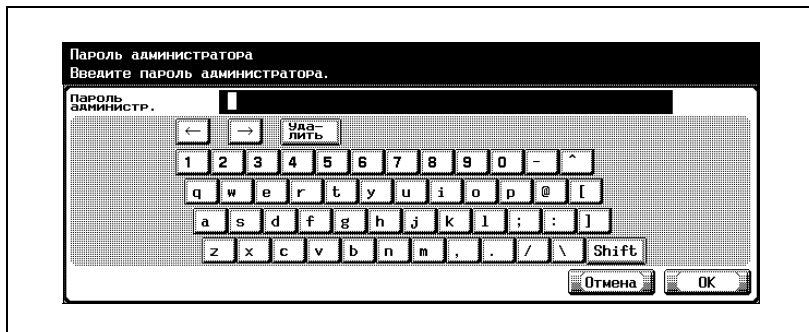 Пароль администратора
Введите пароль администратора.
Пароль
администр.
← → Уда-
лить
1 2 3 4 5 6 7 8 9 0 - ^
q w e r t y u i o p @ [
a s d f g h j k l ; : ]
z x c v b n m , . / \ Shift
Отмена OK